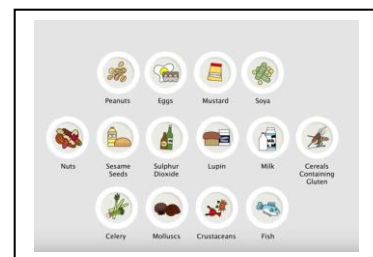 Peanuts Eggs Mustard Soya
Nuts Sesame Sulphur Lupin Milk Cereals
Seeds Dioxide Containing
Gluten
Celery Molluscs Crustaceans Fish